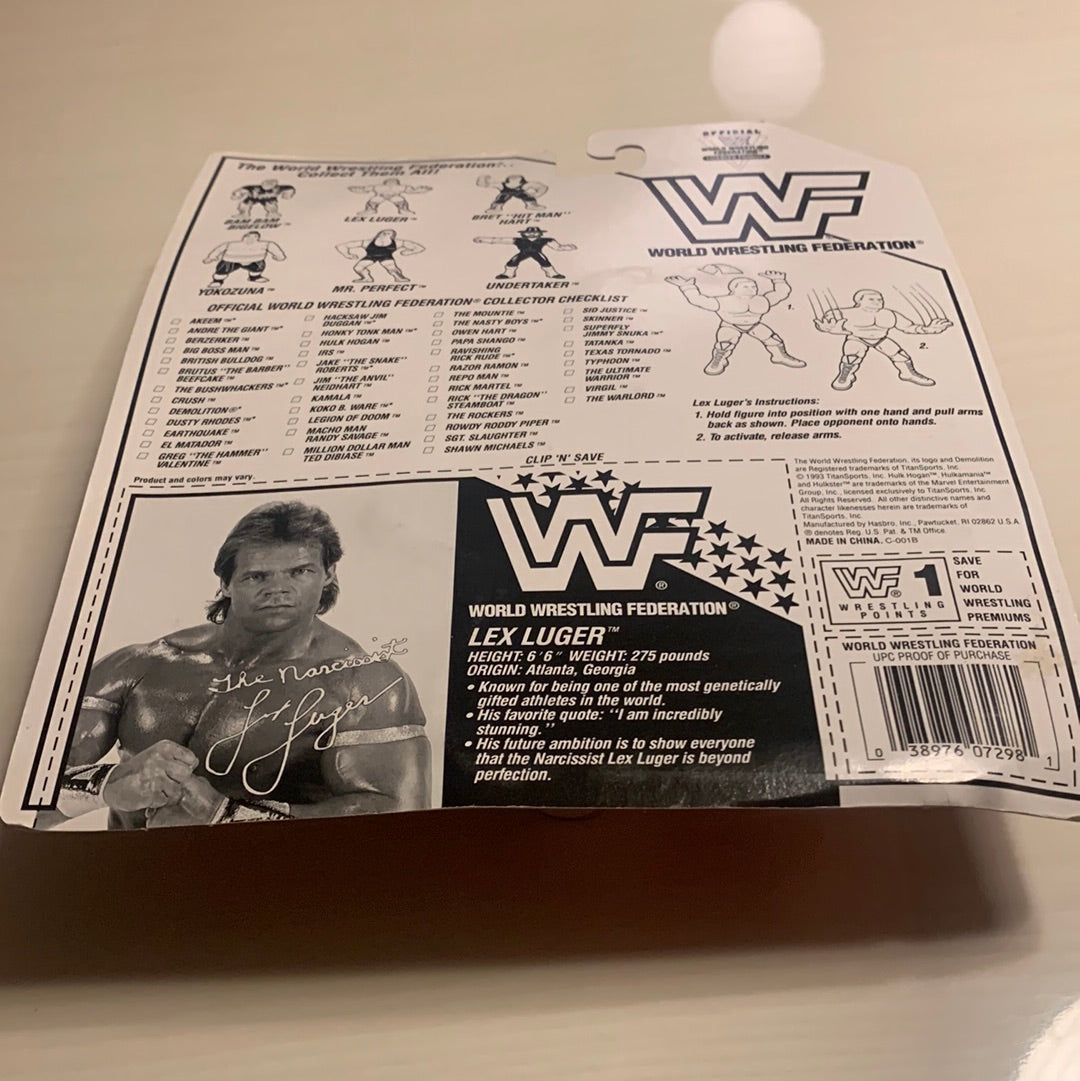 The World Wrestling Federation™..
Collect Them All!
BAM BAM
BIGELOW™
LEX LUGER™
BRET "HIT MAN"
HART™
YOKOZUNA™
MR. PERFECT™
UNDERTAKER™
OFFICIAL WORLD WRESTLING FEDERATION® COLLECTOR CHECKLIST
AKEEM™
ANDRE THE GIANT™
BERZERKER™
BIG BOSS MAN™
BRITISH BULLDOG™
BRUTUS "THE BARBER"
BEEFCAKE™
THE BUSHWHACKERS™
CRUSH™
DEMOLITION®
DUSTY RHODES™
EARTHQUAKE™
EL MATADOR™
GREG "THE HAMMER"
VALENTINE™
HACKSAW JIM
DUGGAN™
HONKY TONK MAN™
HULK HOGAN™
IRS™
JAKE "THE SNAKE"
ROBERTS™
JIM "THE ANVIL"
NEIDHART™
KAMALA™
KOKO B. WARE™
LEGION OF DOOM™
MACHO MAN
RANDY SAVAGE™
MILLION DOLLAR MAN
TED DIBIASE™
THE MOUNTIE™
THE NASTY BOYS™
OWEN HART™
PAPA SHANGO™
RAVISHING
RICK RUDE™
RAZOR RAMON™
REPO MAN™
RICK MARTEL™
RICK "THE DRAGON"
STEAMBOAT™
THE ROCKERS™
ROWDY RODDY PIPER™
SGT. SLAUGHTER™
SHAWN MICHAELS™
SID JUSTICE™
SKINNER™
SUPERFLY
JIMMY SNUKA™
TATANKA™
TEXAS TORNADO™
TYPHOON™
THE ULTIMATE
WARRIOR™
VIRGIL™
THE WARLORD™
Product and colors may vary.
CLIP 'N' SAVE
OFFICIAL
WORLD WRESTLING
FEDERATION
WF
WORLD WRESTLING FEDERATION®
1.
2.
Lex Luger's Instructions:
1. Hold figure into position with one hand and pull arms
back as shown. Place opponent onto hands.
2. To activate, release arms.
The World Wrestling Federation, its logo and Demolition
are Registered trademarks of TitanSports, Inc.
© 1993 TitanSports, Inc. Hulk Hogan™, Hulkamania™
and Hulkster™ are trademarks of the Marvel Entertainment
Group, Inc., licensed exclusively to TitanSports, Inc.
All Rights Reserved. All other distinctive names and
character likenesses herein are trademarks of
TitanSports, Inc.
Manufactured by Hasbro, Inc., Pawtucket, RI 02862 U.S.A.
® denotes Reg. U.S. Pat. & TM Office.
MADE IN CHINA. C-001B
The Narcissist
Lex Luger
WF®
WORLD WRESTLING FEDERATION®
LEX LUGER™
HEIGHT: 6'6" WEIGHT: 275 pounds
ORIGIN: Atlanta, Georgia
• Known for being one of the most genetically
gifted athletes in the world.
• His favorite quote: "I am incredibly
stunning."
• His future ambition is to show everyone
that the Narcissist Lex Luger is beyond
perfection.
WF® 1
WRESTLING
POINTS
SAVE
FOR
WORLD
WRESTLING
PREMIUMS
WORLD WRESTLING FEDERATION
UPC PROOF OF PURCHASE
0 38976 07298 1